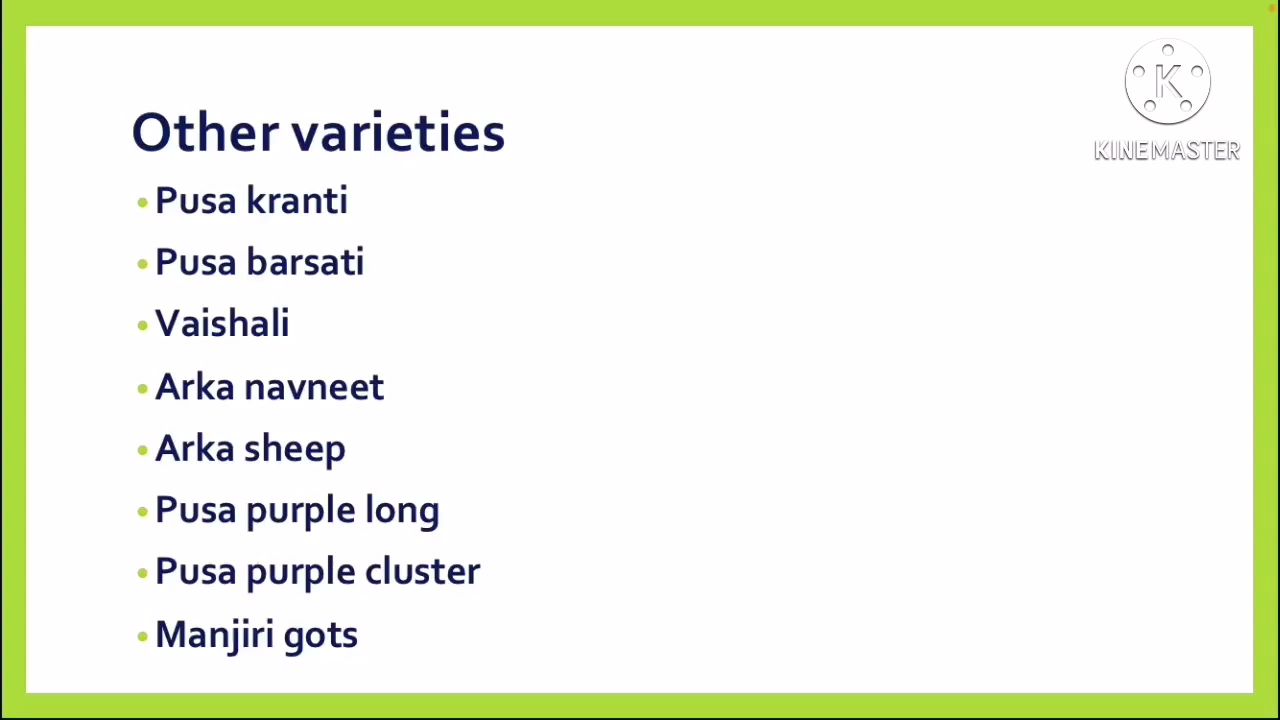 K
KINEMASTER
Other varieties
• Pusa kranti
• Pusa barsati
• Vaishali
• Arka navneet
• Arka sheep
• Pusa purple long
• Pusa purple cluster
• Manjiri gots